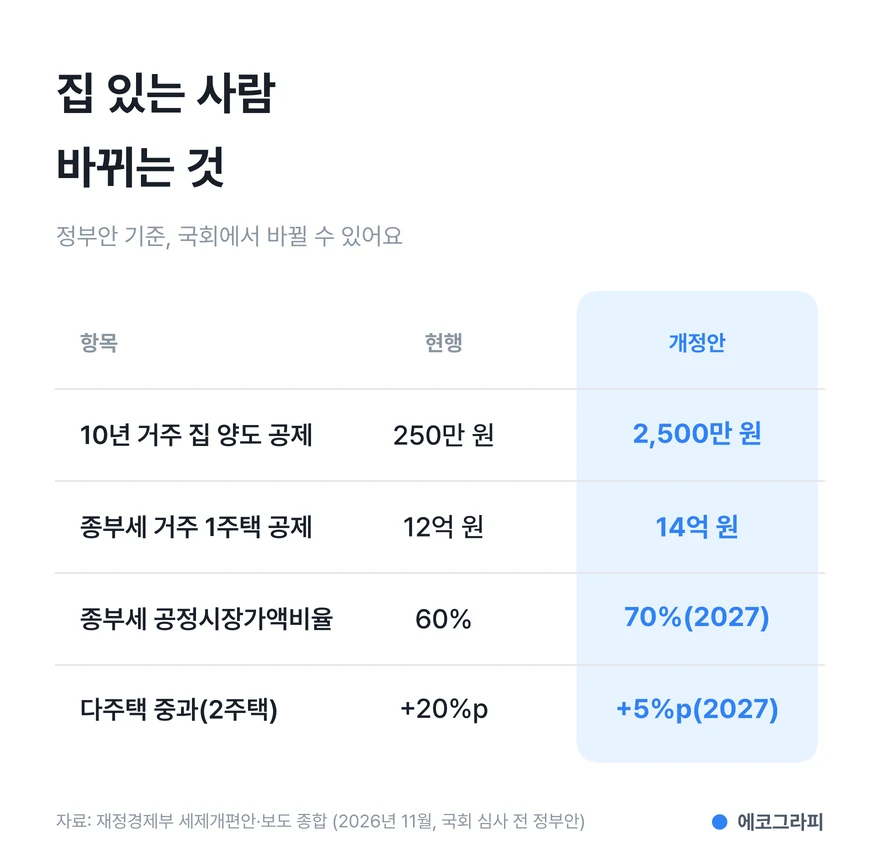 집 있는 사람
바뀌는 것
정부안 기준, 국회에서 바뀔 수 있어요
항목 현행 개정안
10년 거주 집 양도 공제 250만 원 2,500만 원
종부세 거주 1주택 공제 12억 원 14억 원
종부세 공정시장가액비율 60% 70%(2027)
다주택 중과(2주택) +20%p +5%p(2027)
자료: 재정경제부 세제개편안·보도 종합 (2026년 11월, 국회 심사 전 정부안) 에코그라피